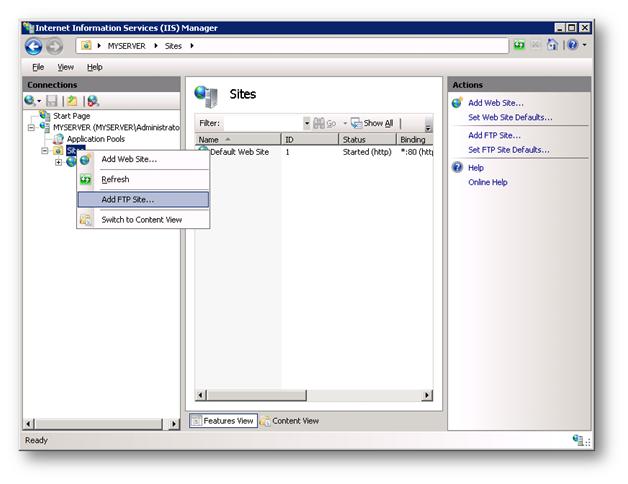 Internet Information Services (IIS) Manager
MYSERVER Sites
File View Help
Connections
Start Page
MYSERVER (MYSERVER\Administrato
Application Pools
Sites
Add Web Site...
Refresh
Add FTP Site...
Switch to Content View
Sites
Filter: Go Show All
Name ID Status Binding
Default Web Site 1 Started (http) *:80 (http
Features View Content View
Actions
Add Web Site...
Set Web Site Defaults...
Add FTP Site...
Set FTP Site Defaults...
Help
Online Help
Ready